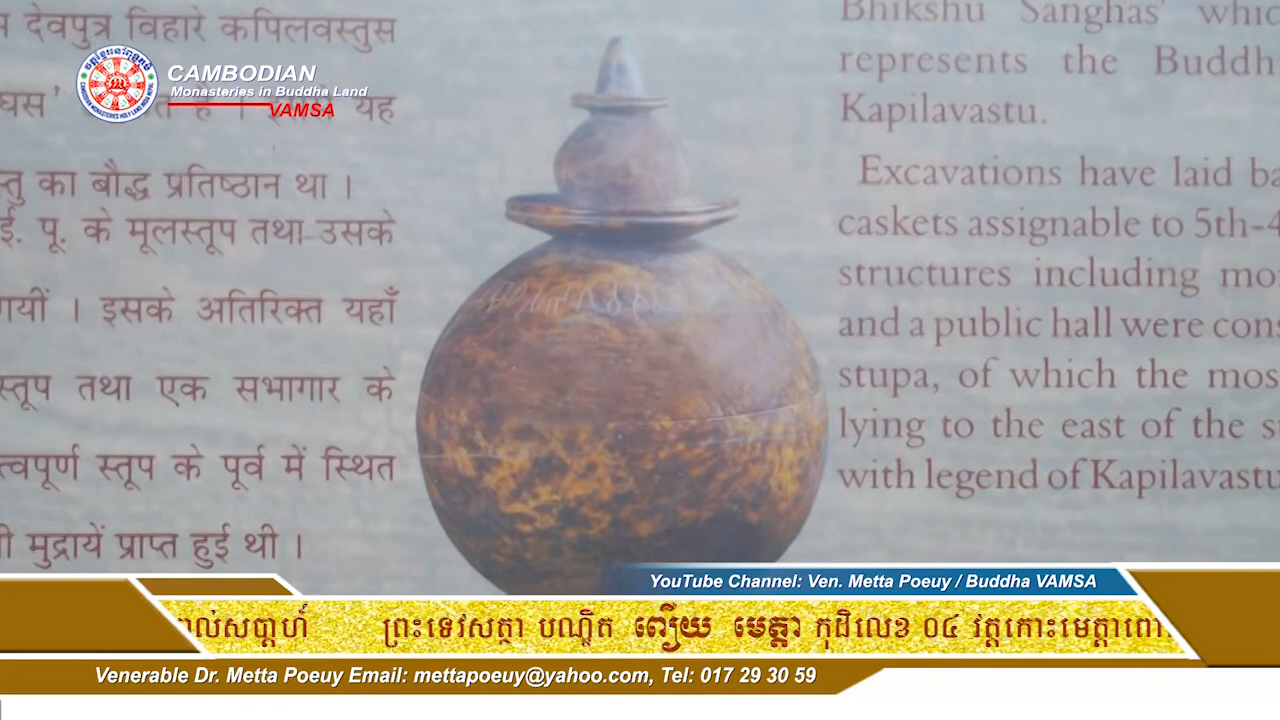 देवपुत्र विहारे कपिलवस्तुस
यह
का बौद्ध प्रतिष्ठान था ।
ई. पू. के मूलस्तूप तथा उसके
गयीं । इसके अतिरिक्त यहाँ
स्तूप तथा एक सभागार के
स्तूप के पूर्व में स्थित
मुद्रायें प्राप्त हुई थी ।
CAMBODIAN
Monasteries in Buddha Land
VAMSA
Bhikshu Sanghas' whic
represents the Buddh
Kapilavastu.
Excavations have laid ba
caskets assignable to 5th-4
structures including mo
and a public hall were cons
stupa, of which the mos
lying to the east of the s
with legend of Kapilavastu
YouTube Channel: Ven. Metta Poeuy / Buddha VAMSA
ព្រះទេវសត្ថា បណ្ឌិត ពឿយ មេត្តា កុដិលេខ ០៤ វត្តកោះមេត្តាពោ
Venerable Dr. Metta Poeuy Email: mettapoeuy@yahoo.com, Tel: 017 29 30 59